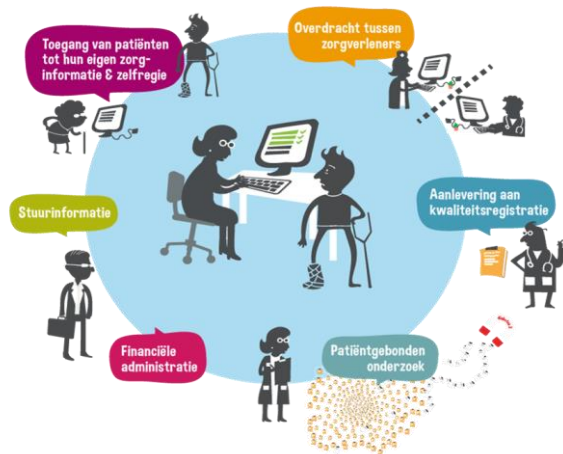 Toegang van patiënten
tot hun eigen zorg-
informatie & zelfregie
Overdracht tussen
zorgverleners
Stuurinformatie
Aanlevering aan
kwaliteitsregistratie
Financiële
administratie
Patiëntgebonden
onderzoek